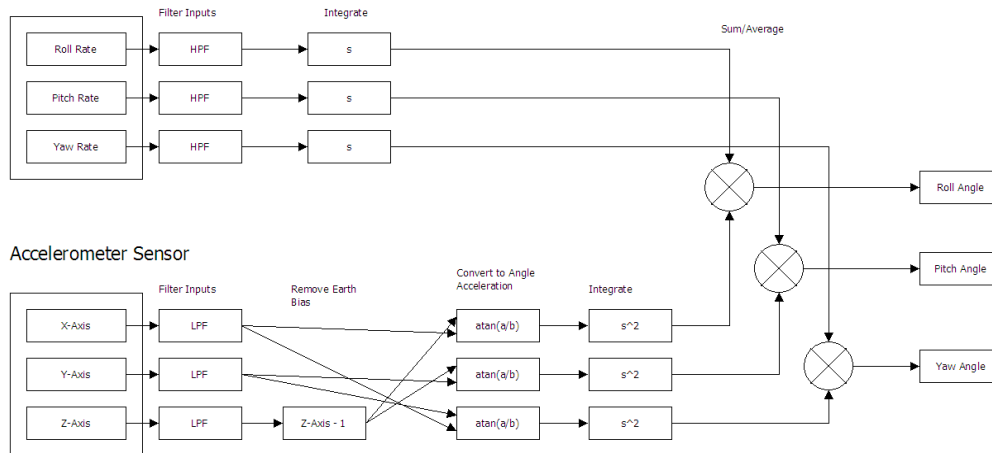 Filter Inputs
Integrate
Sum/Average
Roll Rate
HPF
s
Pitch Rate
HPF
s
Yaw Rate
HPF
s
Roll Angle
Pitch Angle
Yaw Angle
Accelerometer Sensor
Filter Inputs
Remove Earth
Bias
Convert to Angle
Acceleration
Integrate
X-Axis
LPF
atan(a/b)
s^2
Y-Axis
LPF
atan(a/b)
s^2
Z-Axis
LPF
Z-Axis - 1
atan(a/b)
s^2